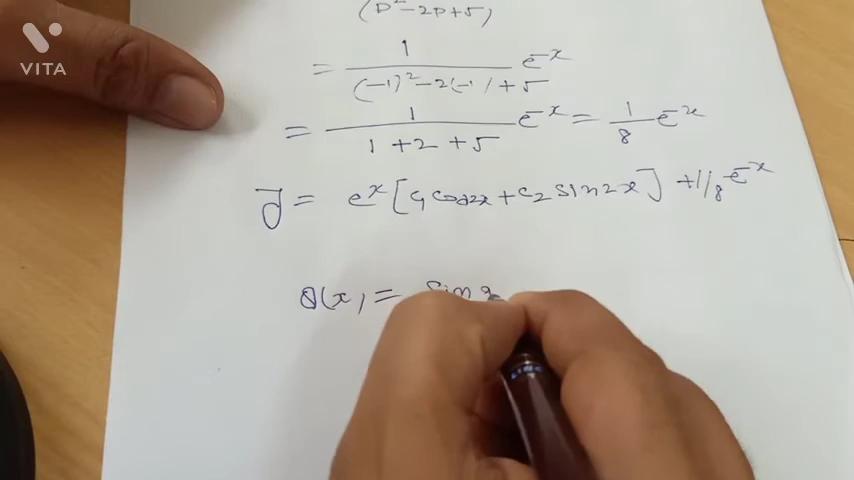 (D²-2D+5)
= 1/((-1)²-2(-1)+5) e^-x
= 1/(1+2+5) e^-x = 1/8 e^-x
y = e^x [c₁ cos2x + c₂ sin2x] + 1/8 e^-x
Q(x) = Sin
VITA